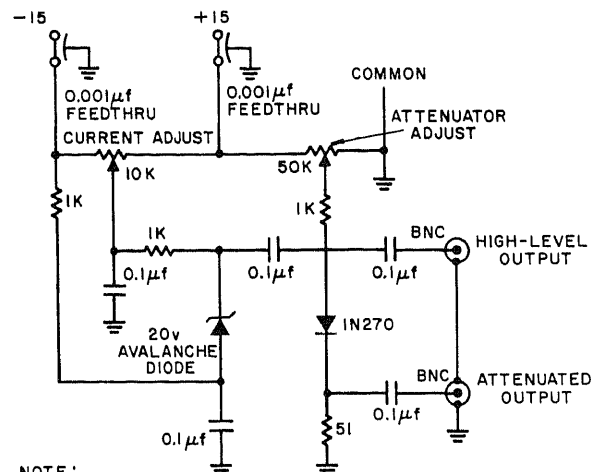 -15
+15
0.001µf
FEEDTHRU
0.001µf
FEEDTHRU
COMMON
ATTENUATOR
ADJUST
CURRENT ADJUST
10K
50K
1K
1K
1K
0.1µf
0.1µf
0.1µf
BNC
HIGH-LEVEL
OUTPUT
20v
AVALANCHE
DIODE
1N270
BNC
ATTENUATED
OUTPUT
0.1µf
0.1µf
51
NOTE: